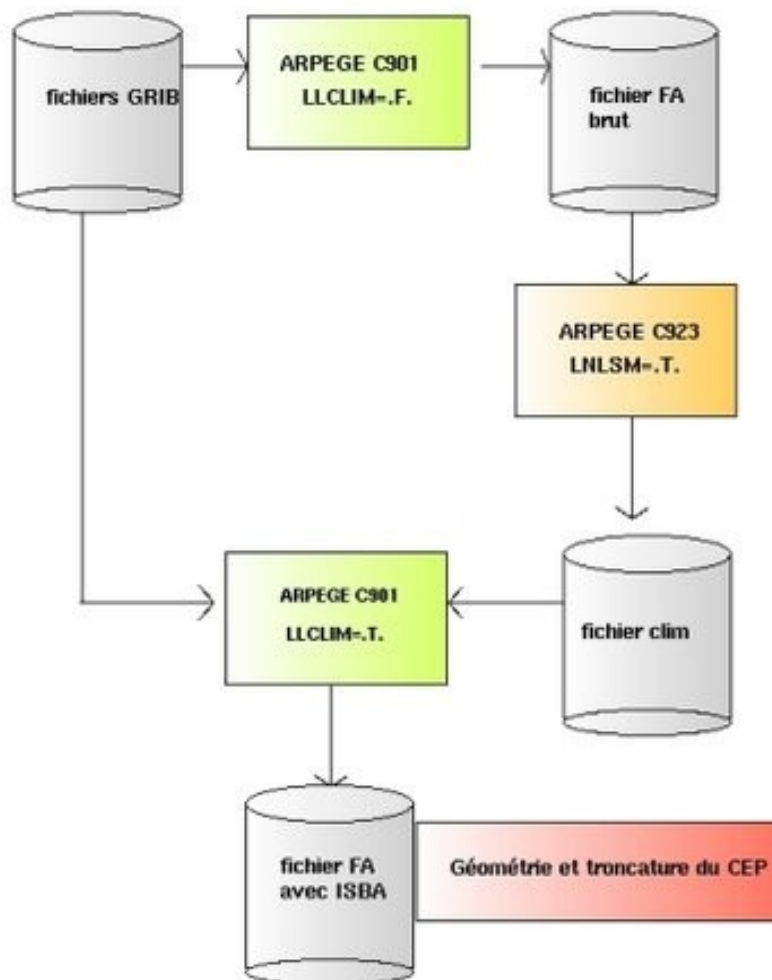 fichiers GRIB
ARPEGE C901
LLCLIM=.F.
fichier FA
brut
ARPEGE C923
LNLSM=.T.
ARPEGE C901
LLCLIM=.T.
fichier clim
fichier FA
avec ISBA
Géométrie et troncature du CEP